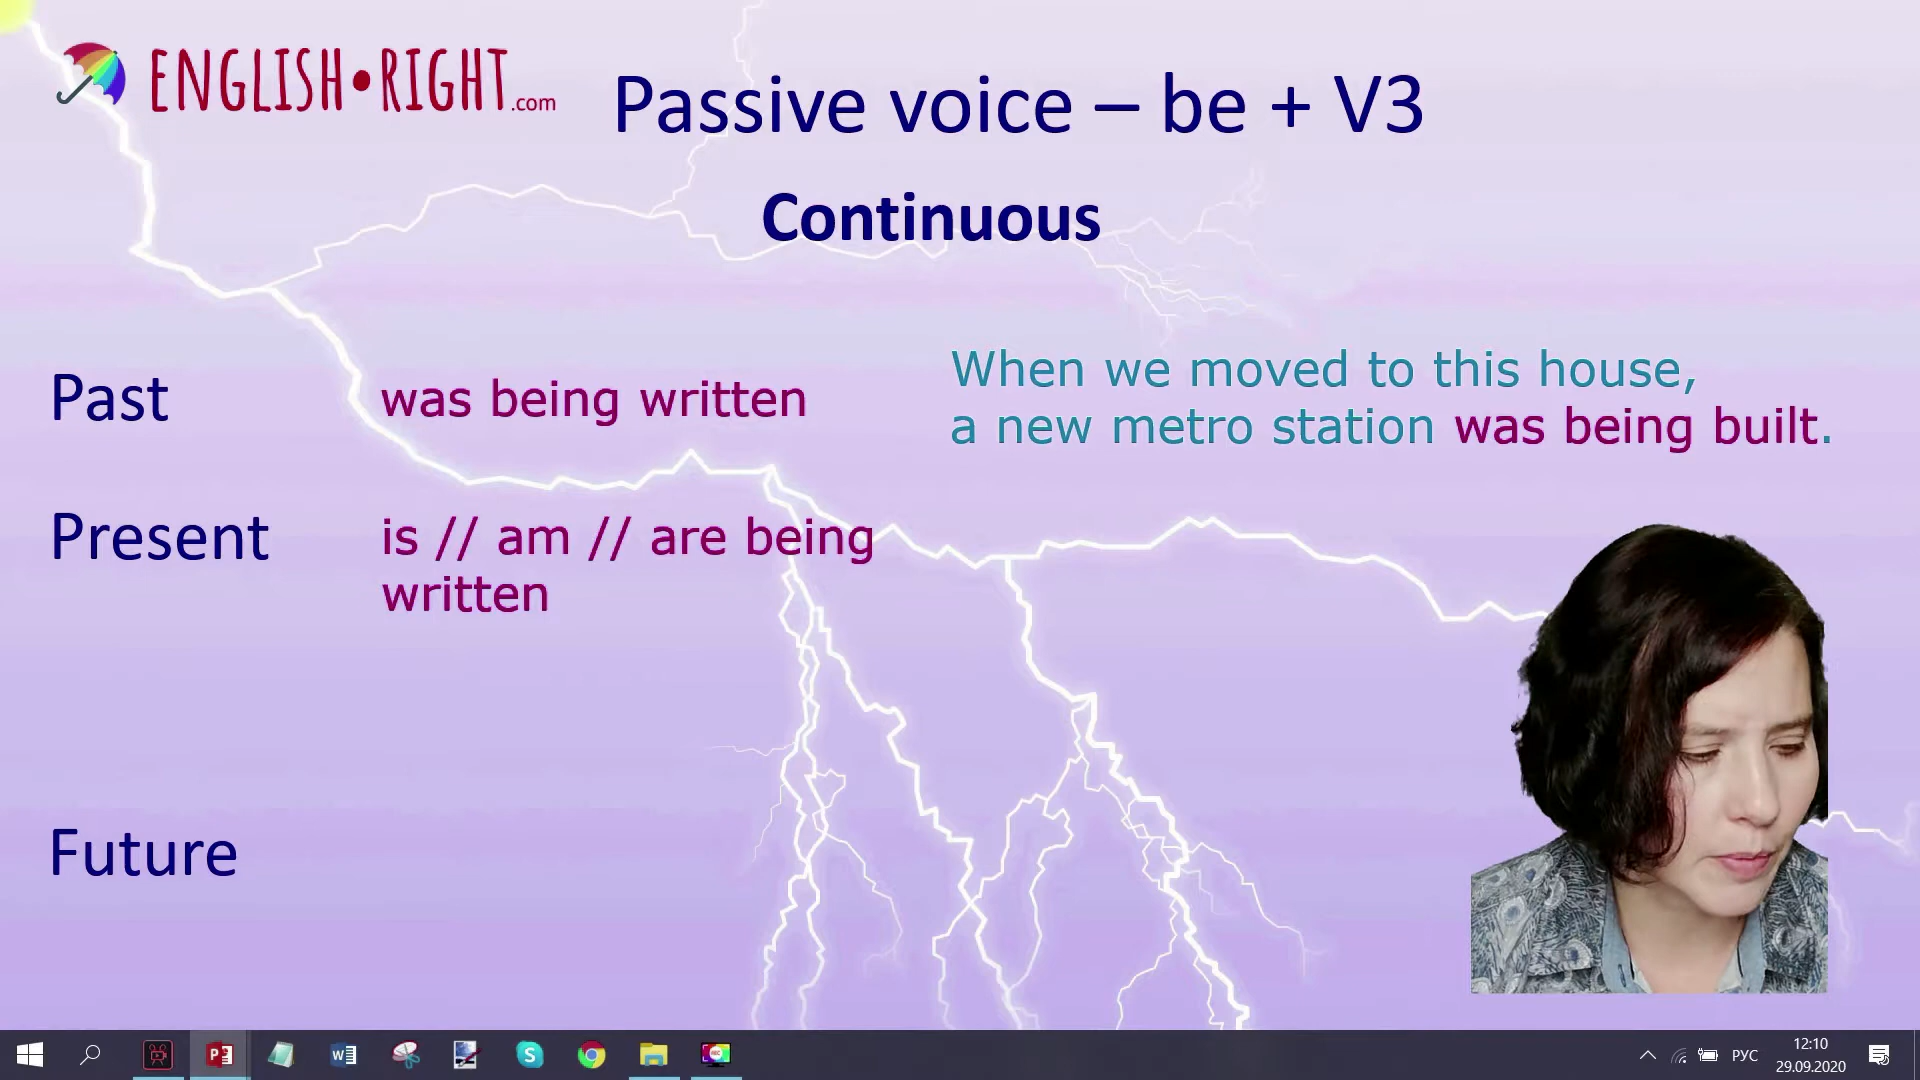 ENGLISH•RIGHT.com
Passive voice – be + V3
Continuous
Past
was being written
When we moved to this house,
a new metro station was being built.
Present
is // am // are being
written
Future
РУС
12:10
29.09.2020